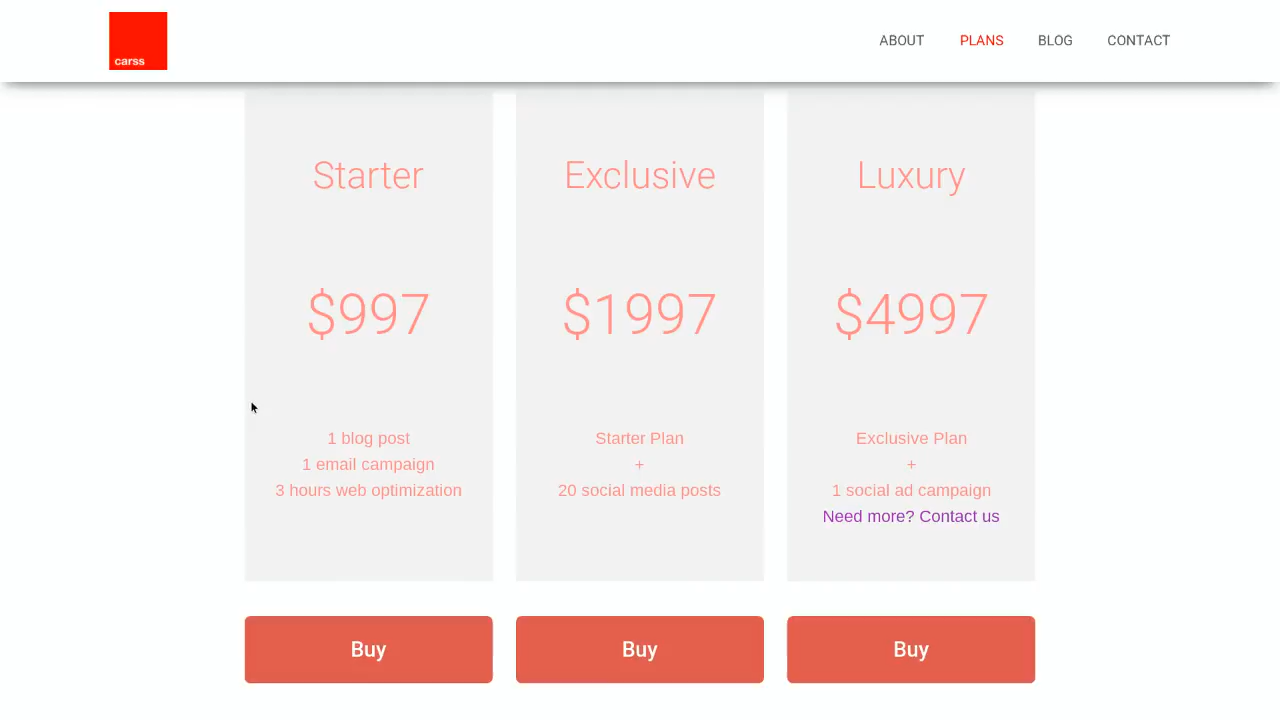 carss
ABOUT PLANS BLOG CONTACT
Starter
$997
1 blog post
1 email campaign
3 hours web optimization
Buy
Exclusive
$1997
Starter Plan
+
20 social media posts
Buy
Luxury
$4997
Exclusive Plan
+
1 social ad campaign
Need more? Contact us
Buy